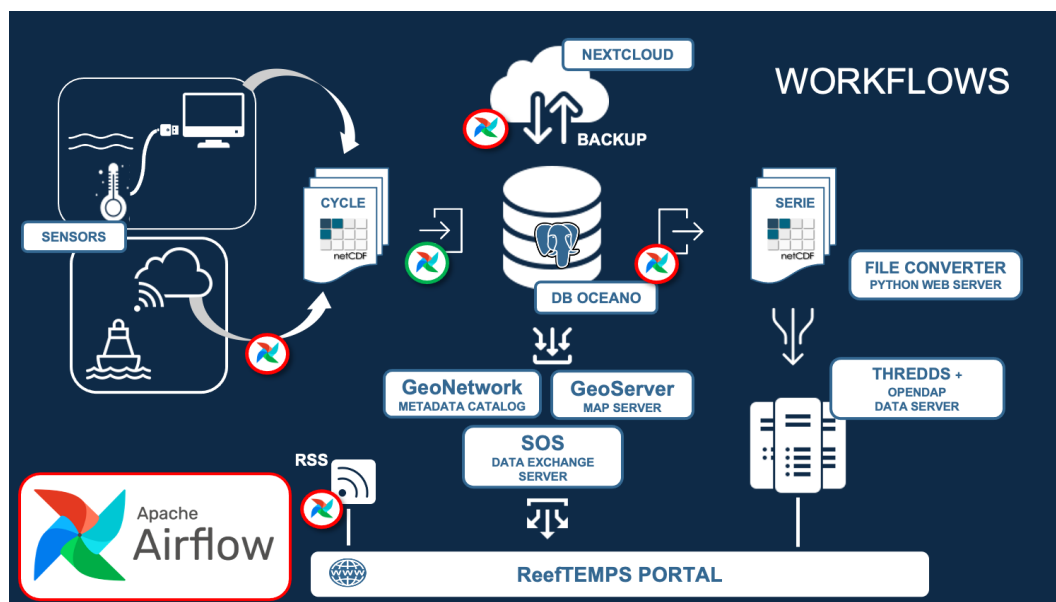 WORKFLOWS
NEXTCLOUD
BACKUP
SENSORS
CYCLE
netCDF
DB OCEANO
SERIE
netCDF
FILE CONVERTER
PYTHON WEB SERVER
THREDDS +
OPENDAP
DATA SERVER
GeoNetwork
METADATA CATALOG
GeoServer
MAP SERVER
SOS
DATA EXCHANGE
SERVER
RSS
Apache
Airflow
www
ReefTEMPS PORTAL